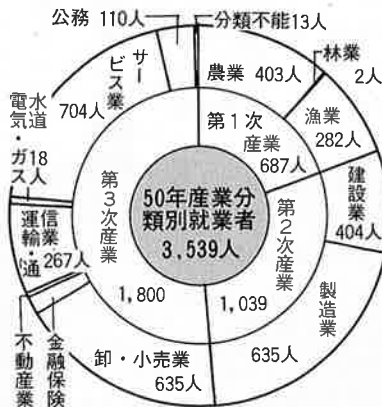 50年産業分
類別就業者
3,539人
第1次
産業
687人
第2次産業
1,039
第3次産業
1,800
分類不能13人
農業 403人
林業
2人
漁業
282人
建設業
404人
製造業
635人
卸・小売業
635人
金融保険
不動産業
運輸・通
信業
267人
電気・ガス
水道
18
人
サー
ビス業
704人
公務 110人